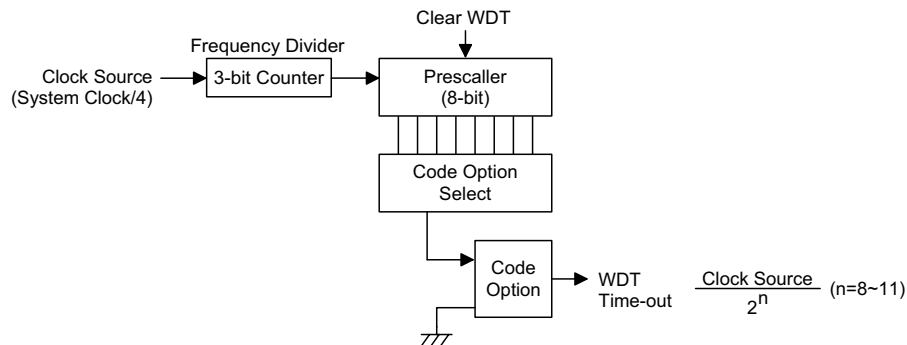 Clear WDT
Frequency Divider
Clock Source
(System Clock/4)
3-bit Counter
Prescaller
(8-bit)
Code Option
Select
Code
Option
WDT
Time-out
Clock Source
2^n
(n=8~11)